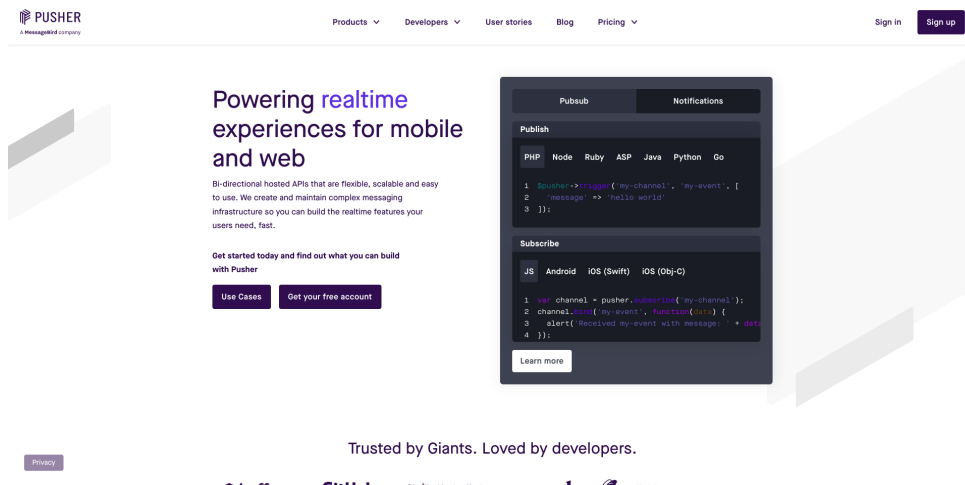 PUSHER
A MessageBird company
Products
Developers
User stories
Blog
Pricing
Sign in
Sign up
Powering realtime
experiences for mobile
and web
Bi-directional hosted APIs that are flexible, scalable and easy
to use. We create and maintain complex messaging
infrastructure so you can build the realtime features your
users need, fast.
Get started today and find out what you can build
with Pusher
Use Cases
Get your free account
Pubsub
Notifications
Publish
PHP Node Ruby ASP Java Python Go
1 $pusher->trigger('my-channel', 'my-event', [
2 'message' => 'hello world'
3 ]);
Subscribe
JS Android iOS (Swift) iOS (Obj-C)
1 var channel = pusher.subscribe('my-channel');
2 channel.bind('my-event', function(data) {
3 alert('Received my-event with message: ' + data
4 });
Learn more
Trusted by Giants. Loved by developers.
Privacy